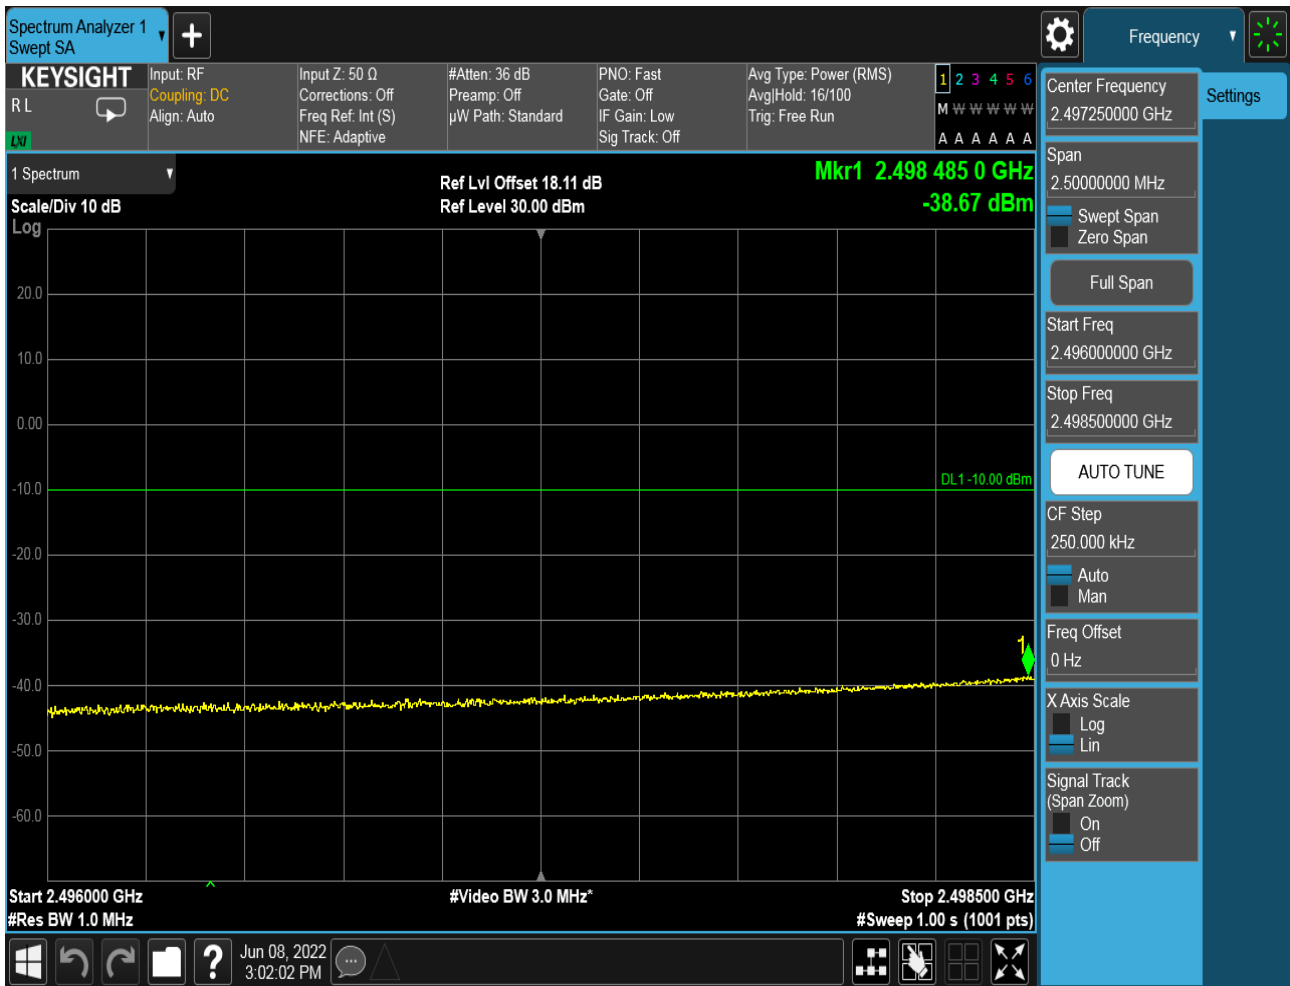 Spectrum Analyzer 1
Swept SA
Frequency
KEYSIGHT
R L
LXI
Input: RF
Coupling: DC
Align: Auto
Input Z: 50 Ω
Corrections: Off
Freq Ref: Int (S)
NFE: Adaptive
#Atten: 36 dB
Preamp: Off
µW Path: Standard
PNO: Fast
Gate: Off
IF Gain: Low
Sig Track: Off
Avg Type: Power (RMS)
Avg|Hold: 16/100
Trig: Free Run
1 2 3 4 5 6
M W W W W W
A A A A A A
1 Spectrum
Scale/Div 10 dB
Log
Ref Lvl Offset 18.11 dB
Ref Level 30.00 dBm
Mkr1 2.498 485 0 GHz
-38.67 dBm
20.0
10.0
0.00
-10.0
DL1 -10.00 dBm
-20.0
-30.0
1
-40.0
-50.0
-60.0
Start 2.496000 GHz
#Res BW 1.0 MHz
#Video BW 3.0 MHz*
Stop 2.498500 GHz
#Sweep 1.00 s (1001 pts)
Center Frequency
2.497250000 GHz
Settings
Span
2.50000000 MHz
Swept Span
Zero Span
Full Span
Start Freq
2.496000000 GHz
Stop Freq
2.498500000 GHz
AUTO TUNE
CF Step
250.000 kHz
Auto
Man
Freq Offset
0 Hz
X Axis Scale
Log
Lin
Signal Track
(Span Zoom)
On
Off
?
Jun 08, 2022
3:02:02 PM